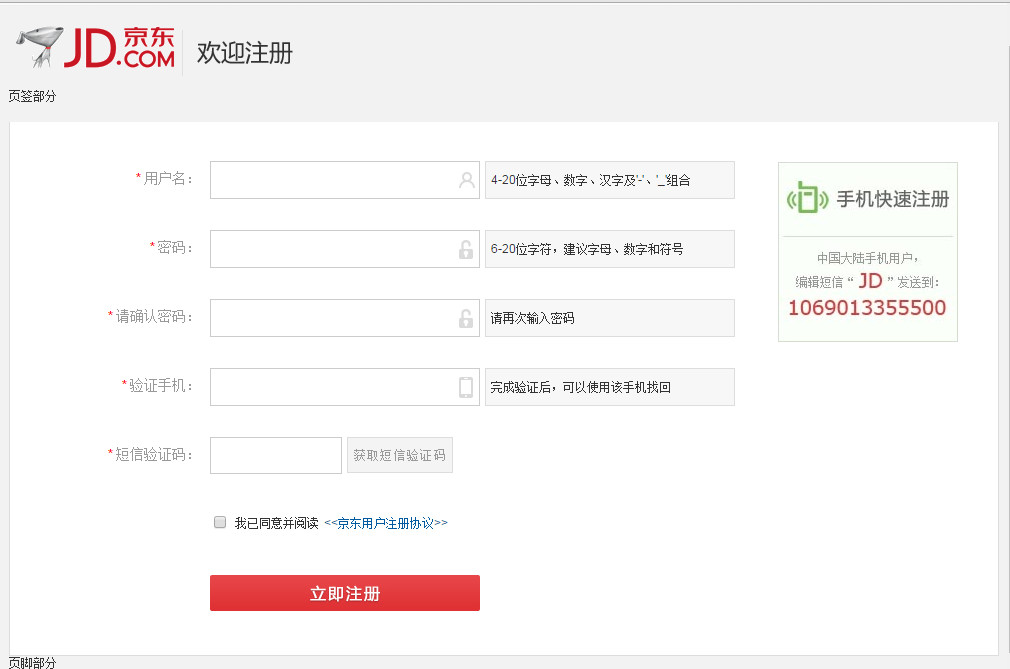 JD京东.COM 欢迎注册
页签部分
*用户名： 4-20位字母、数字、汉字及'-'、'_'组合
*密码： 6-20位字符，建议字母、数字和符号
*请确认密码： 请再次输入密码
*验证手机： 完成验证后，可以使用该手机找回
*短信验证码： 获取短信验证码
我已同意并阅读 <<京东用户注册协议>>
立即注册
手机快速注册
中国大陆手机用户，
编辑短信“ JD ”发送到：
1069013355500
页脚部分